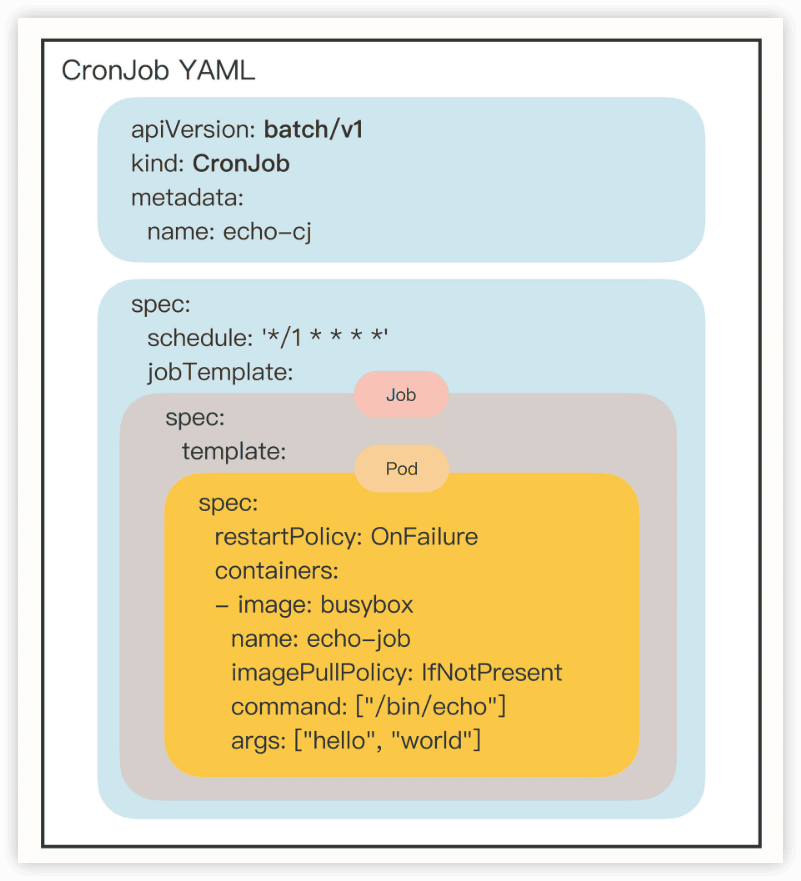 CronJob YAML
apiVersion: batch/v1
kind: CronJob
metadata:
  name: echo-cj
spec:
  schedule: '*/1 * * * *'
  jobTemplate:
Job
spec:
  template:
Pod
spec:
  restartPolicy: OnFailure
  containers:
  - image: busybox
    name: echo-job
    imagePullPolicy: IfNotPresent
    command: ["/bin/echo"]
    args: ["hello", "world"]